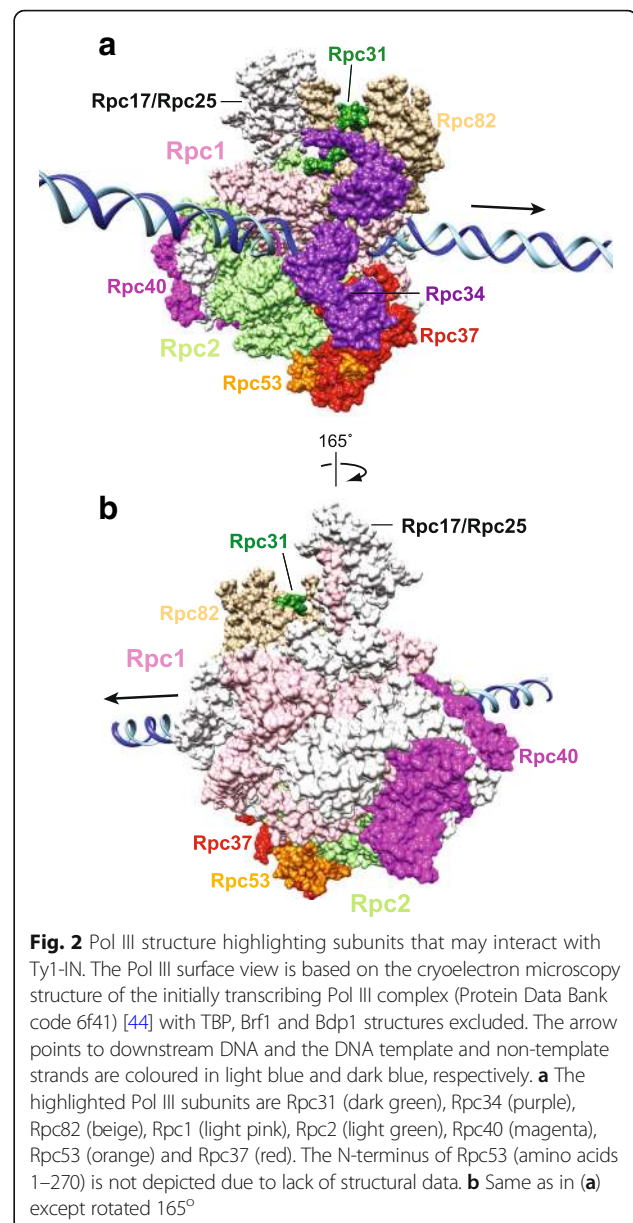 a
Rpc31
Rpc17/Rpc25
Rpc82
Rpc1
Rpc40
Rpc34
Rpc2
Rpc37
Rpc53
165°
b
Rpc17/Rpc25
Rpc31
Rpc82
Rpc1
Rpc40
Rpc37
Rpc53
Rpc2
Fig. 2 Pol III structure highlighting subunits that may interact with
Ty1-IN. The Pol III surface view is based on the cryoelectron microscopy
structure of the initially transcribing Pol III complex (Protein Data Bank
code 6f41) [44] with TBP, Brf1 and Bdp1 structures excluded. The arrow
points to downstream DNA and the DNA template and non-template
strands are coloured in light blue and dark blue, respectively. a The
highlighted Pol III subunits are Rpc31 (dark green), Rpc34 (purple),
Rpc82 (beige), Rpc1 (light pink), Rpc2 (light green), Rpc40 (magenta),
Rpc53 (orange) and Rpc37 (red). The N-terminus of Rpc53 (amino acids
1–270) is not depicted due to lack of structural data. b Same as in (a)
except rotated 165°